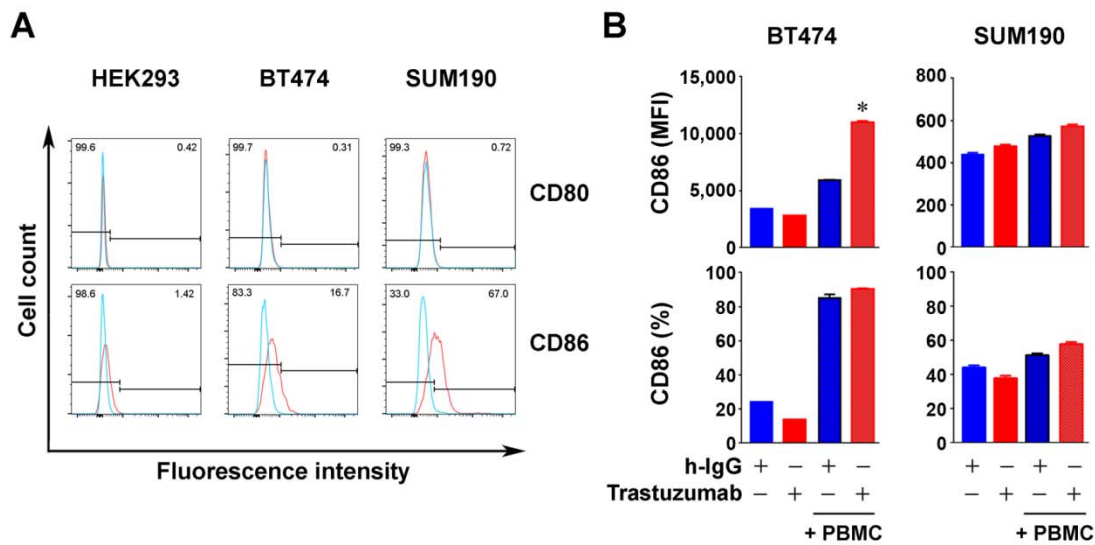 A
HEK293 BT474 SUM190
99.6 0.42 99.7 0.31 99.3 0.72
CD80
98.6 1.42 83.3 16.7 33.0 67.0
CD86
Cell count
Fluorescence intensity
B
BT474 SUM190
CD86 (MFI)
15,000
10,000
5,000
0
*
800
600
400
200
0
CD86 (%)
100
80
60
40
20
0
100
80
60
40
20
0
h-IgG + – + – + – + –
Trastuzumab – + – + – + – +
+ PBMC + PBMC